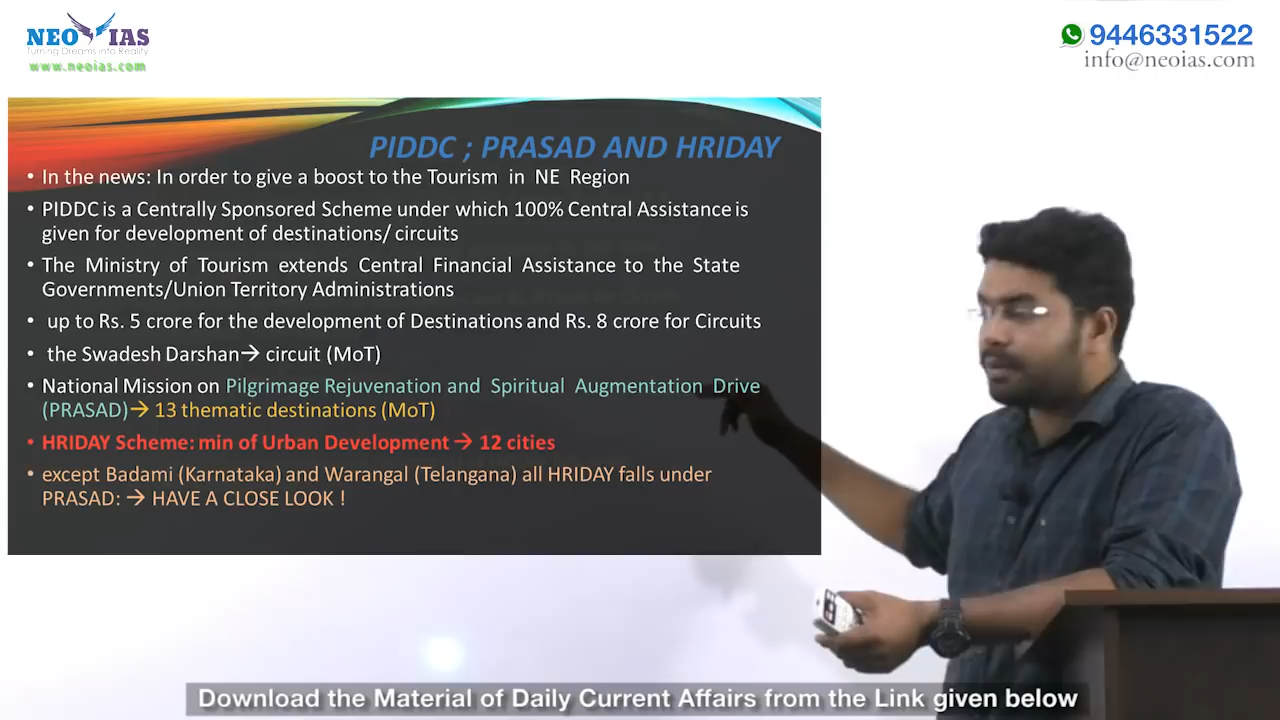 NEO IAS
Turning Dreams into Reality
www.neoias.com
9446331522
info@neoias.com
PIDDC ; PRASAD AND HRIDAY
• In the news: In order to give a boost to the Tourism in NE Region
• PIDDC is a Centrally Sponsored Scheme under which 100% Central Assistance is
given for development of destinations/ circuits
• The Ministry of Tourism extends Central Financial Assistance to the State
Governments/Union Territory Administrations
• up to Rs. 5 crore for the development of Destinations and Rs. 8 crore for Circuits
• the Swadesh Darshan→ circuit (MoT)
• National Mission on Pilgrimage Rejuvenation and Spiritual Augmentation Drive
(PRASAD)→ 13 thematic destinations (MoT)
• HRIDAY Scheme: min of Urban Development → 12 cities
• except Badami (Karnataka) and Warangal (Telangana) all HRIDAY falls under
PRASAD: → HAVE A CLOSE LOOK !
Download the Material of Daily Current Affairs from the Link given below